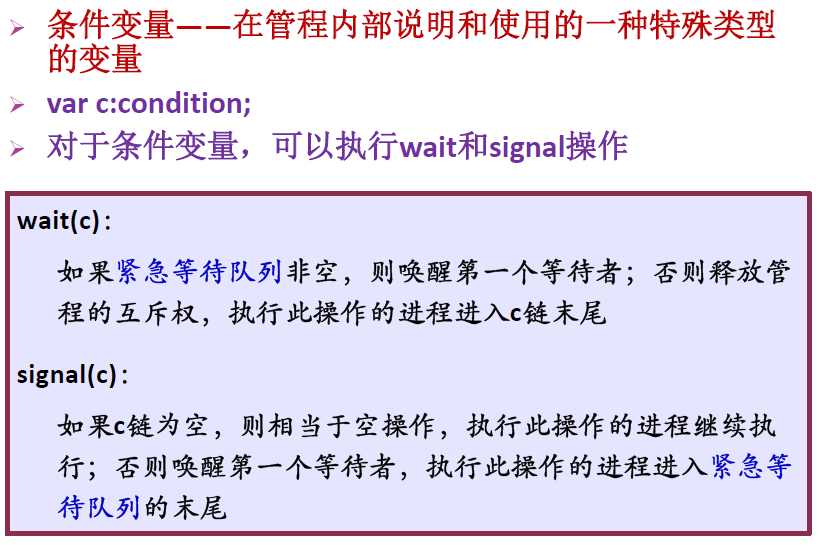 条件变量——在管程内部说明和使用的一种特殊类型
的变量
var c:condition;
对于条件变量，可以执行wait和signal操作
wait(c)：
如果紧急等待队列非空，则唤醒第一个等待者；否则释放管
程的互斥权，执行此操作的进程进入c链末尾
signal(c)：
如果c链为空，则相当于空操作，执行此操作的进程继续执
行；否则唤醒第一个等待者，执行此操作的进程进入紧急等
待队列的末尾